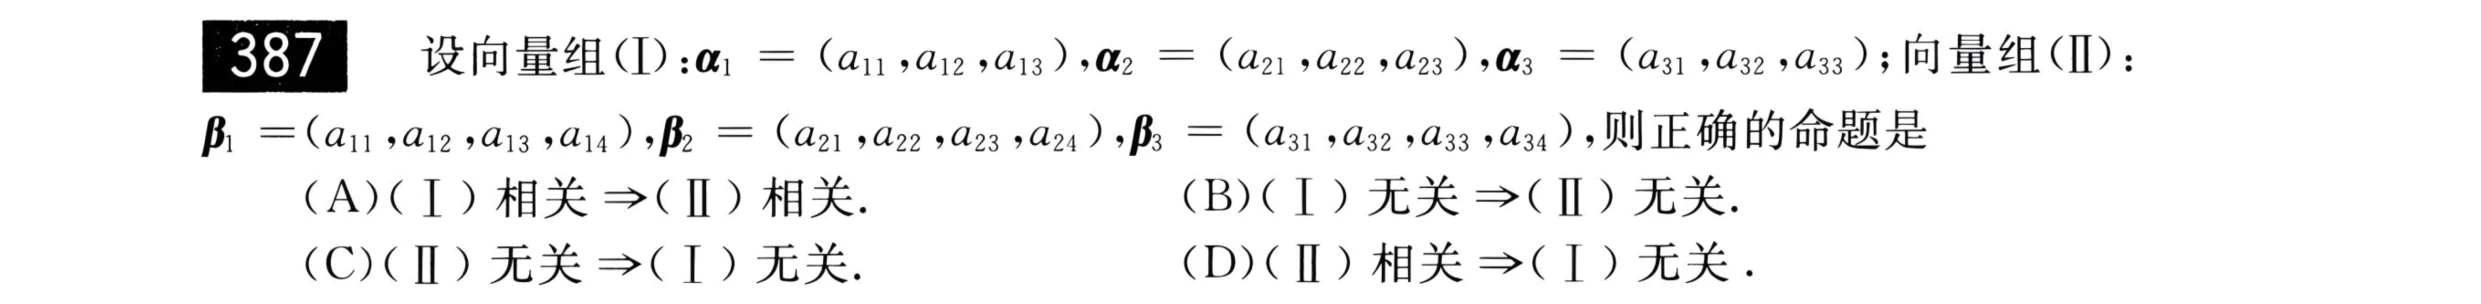 387 设向量组(Ⅰ):α₁ = (a₁₁,a₁₂,a₁₃),α₂ = (a₂₁,a₂₂,a₂₃),α₃ = (a₃₁,a₃₂,a₃₃);向量组(Ⅱ):
β₁ =(a₁₁,a₁₂,a₁₃,a₁₄),β₂ = (a₂₁,a₂₂,a₂₃,a₂₄),β₃ = (a₃₁,a₃₂,a₃₃,a₃₄),则正确的命题是
(A)(Ⅰ)相关⇒(Ⅱ)相关. (B)(Ⅰ)无关⇒(Ⅱ)无关.
(C)(Ⅱ)无关⇒(Ⅰ)无关. (D)(Ⅱ)相关⇒(Ⅰ)无关.